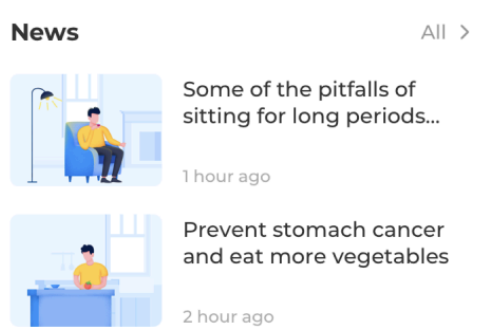 News
All
Some of the pitfalls of
sitting for long periods...
1 hour ago
Prevent stomach cancer
and eat more vegetables
2 hour ago